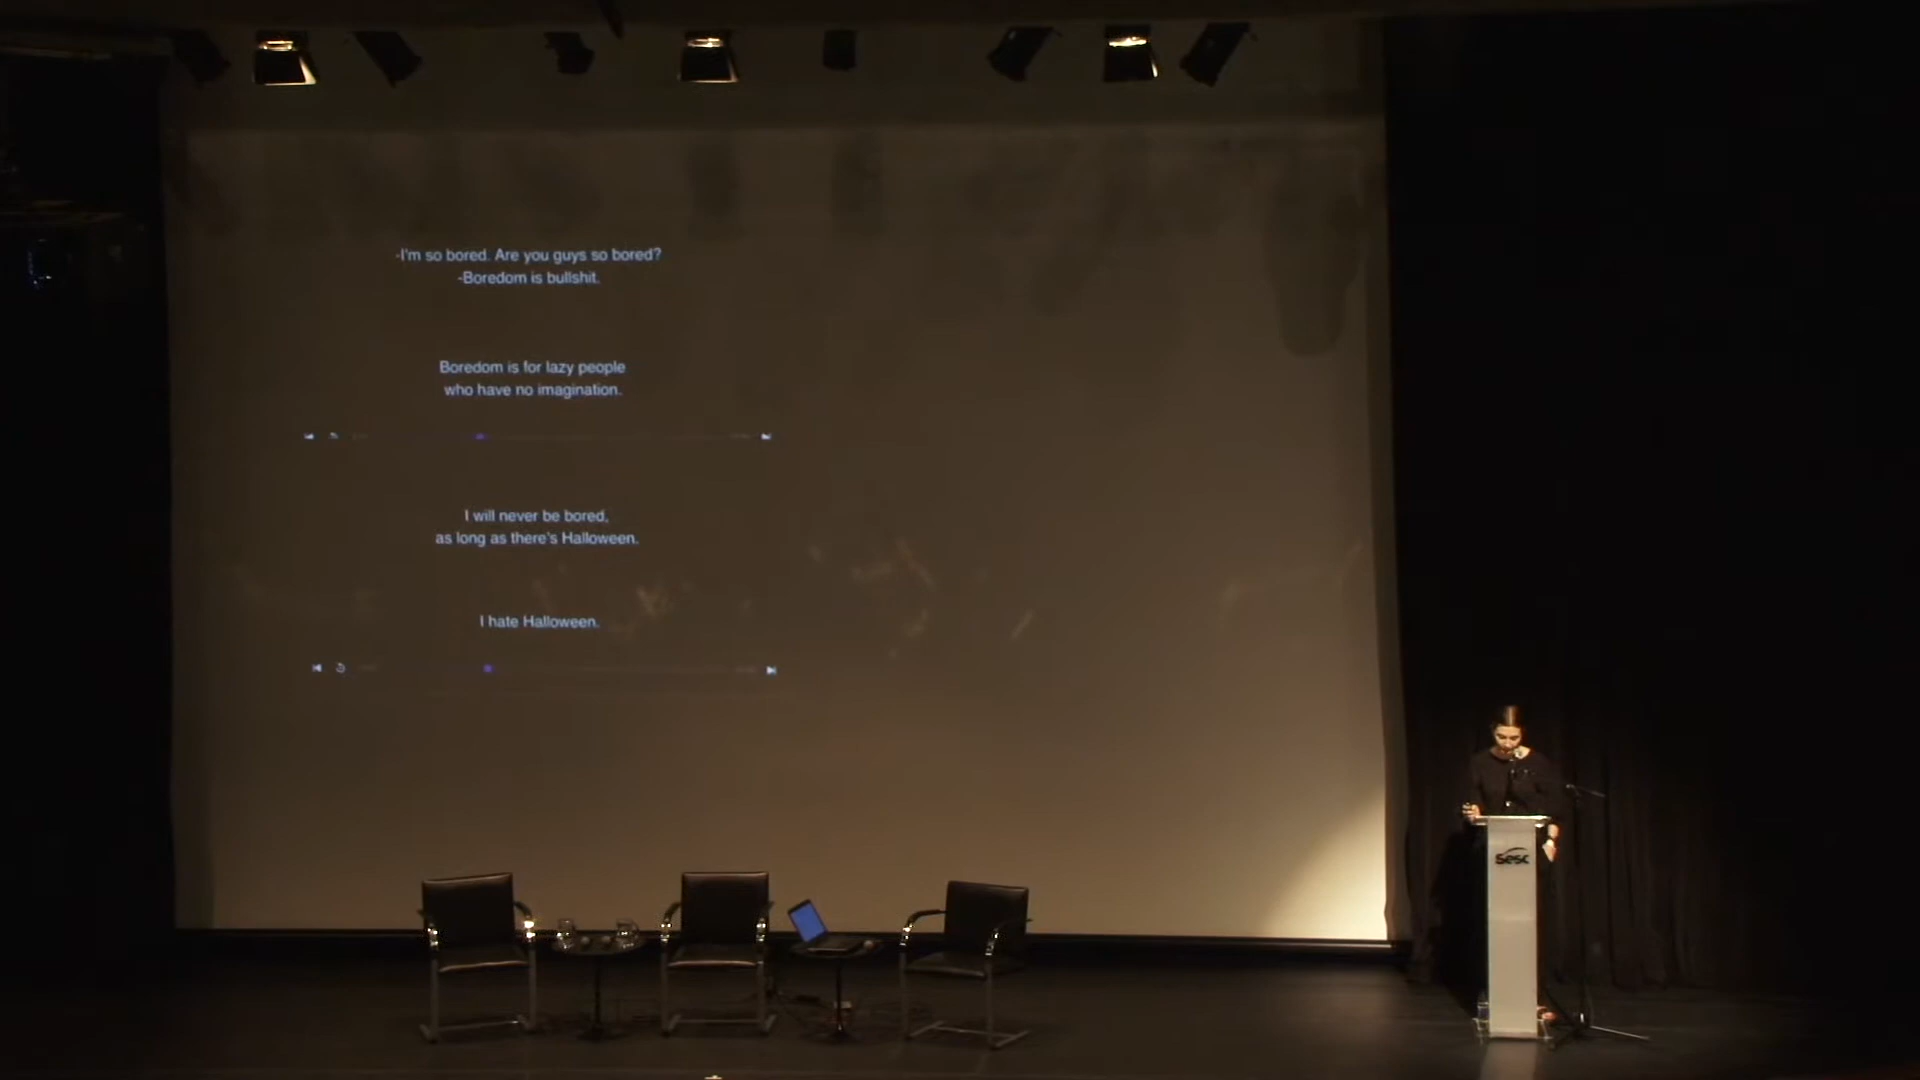 -I'm so bored. Are you guys so bored?
-Boredom is bullshit.
Boredom is for lazy people
who have no imagination.
I will never be bored,
as long as there's Halloween.
I hate Halloween.
Sesc